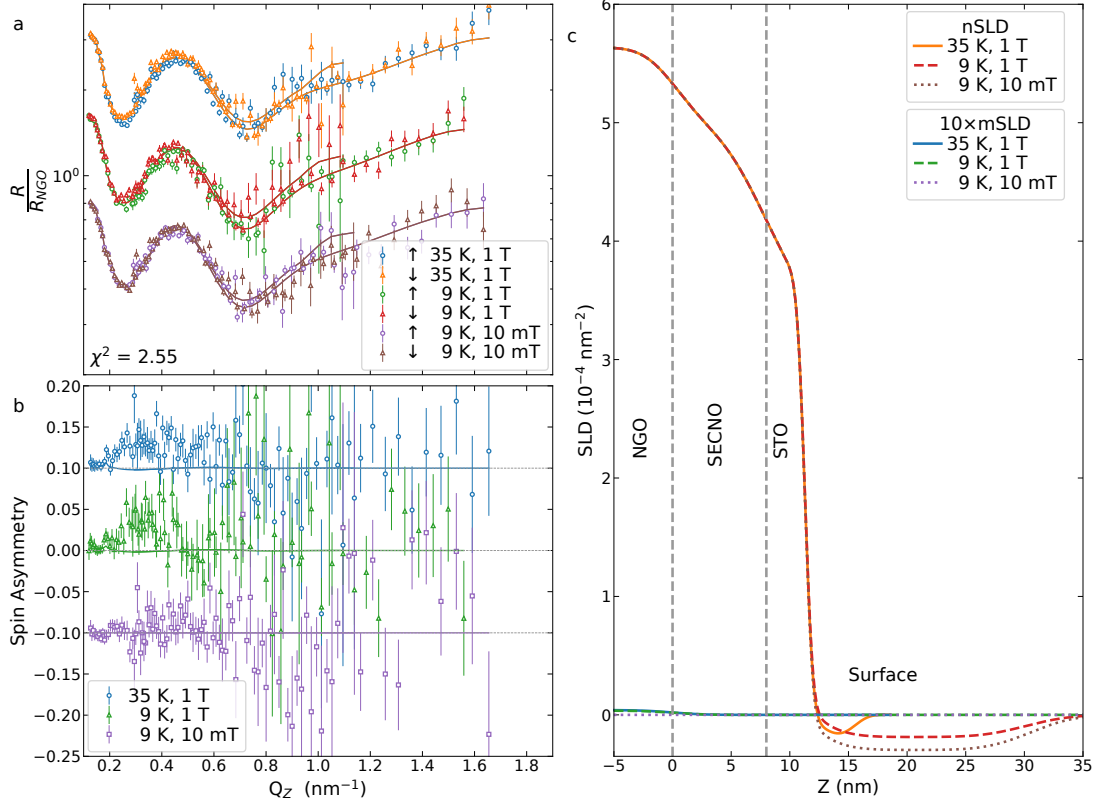 a
R
R_NGO
10⁰
χ² = 2.55
↑ 35 K, 1 T
↓ 35 K, 1 T
↑ 9 K, 1 T
↓ 9 K, 1 T
↑ 9 K, 10 mT
↓ 9 K, 10 mT
b
Spin Asymmetry
0.20
0.15
0.10
0.05
0.00
−0.05
−0.10
−0.15
−0.20
−0.25
35 K, 1 T
9 K, 1 T
9 K, 10 mT
0.2 0.4 0.6 0.8 1.0 1.2 1.4 1.6 1.8
Q_Z (nm⁻¹)
c
SLD (10⁻⁴ nm⁻²)
6
5
4
3
2
1
0
nSLD
35 K, 1 T
9 K, 1 T
9 K, 10 mT
10×mSLD
35 K, 1 T
9 K, 1 T
9 K, 10 mT
NGO
SECNO
STO
Surface
−5 0 5 10 15 20 25 30 35
Z (nm)